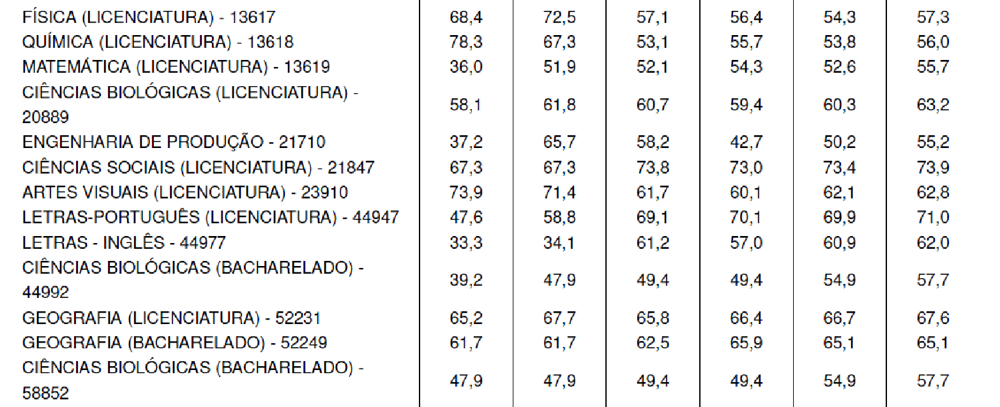 FÍSICA (LICENCIATURA) - 13617 68,4 72,5 57,1 56,4 54,3 57,3
QUÍMICA (LICENCIATURA) - 13618 78,3 67,3 53,1 55,7 53,8 56,0
MATEMÁTICA (LICENCIATURA) - 13619 36,0 51,9 52,1 54,3 52,6 55,7
CIÊNCIAS BIOLÓGICAS (LICENCIATURA) -
20889 58,1 61,8 60,7 59,4 60,3 63,2
ENGENHARIA DE PRODUÇÃO - 21710 37,2 65,7 58,2 42,7 50,2 55,2
CIÊNCIAS SOCIAIS (LICENCIATURA) - 21847 67,3 67,3 73,8 73,0 73,4 73,9
ARTES VISUAIS (LICENCIATURA) - 23910 73,9 71,4 61,7 60,1 62,1 62,8
LETRAS-PORTUGUÊS (LICENCIATURA) - 44947 47,6 58,8 69,1 70,1 69,9 71,0
LETRAS - INGLÊS - 44977 33,3 34,1 61,2 57,0 60,9 62,0
CIÊNCIAS BIOLÓGICAS (BACHARELADO) -
44992 39,2 47,9 49,4 49,4 54,9 57,7
GEOGRAFIA (LICENCIATURA) - 52231 65,2 67,7 65,8 66,4 66,7 67,6
GEOGRAFIA (BACHARELADO) - 52249 61,7 61,7 62,5 65,9 65,1 65,1
CIÊNCIAS BIOLÓGICAS (BACHARELADO) -
58852 47,9 47,9 49,4 49,4 54,9 57,7